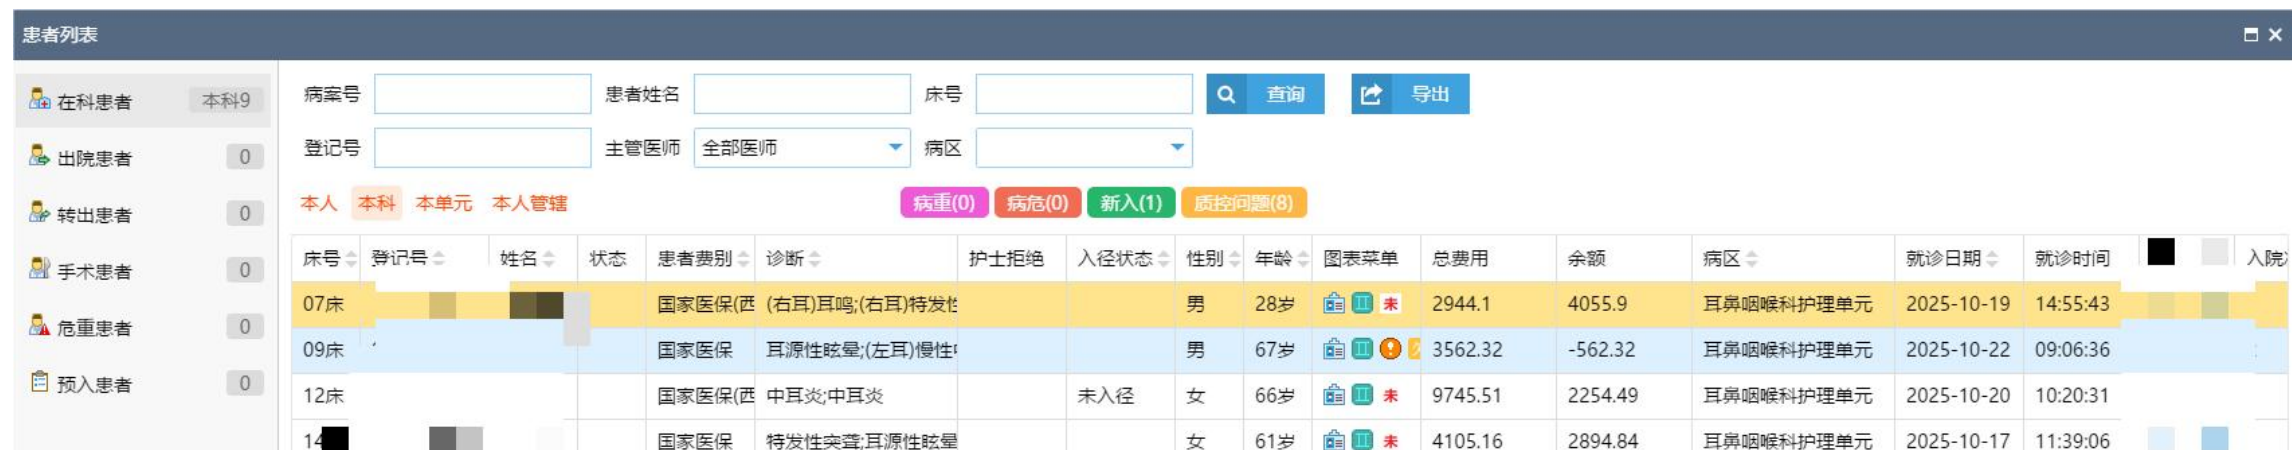 患者列表
在科患者 本科9
出院患者 0
转出患者 0
手术患者 0
危重患者 0
预入患者 0
病案号 患者姓名 床号 查询 导出
登记号 主管医师 全部医师 病区
本人 本科 本单元 本人管辖 病重(0) 病危(0) 新入(1) 质控问题(8)
床号 登记号 姓名 状态 患者费别 诊断 护士拒绝 入径状态 性别 年龄 图表菜单 总费用 余额 病区 就诊日期 就诊时间 入院
07床 国家医保(西 (右耳)耳鸣;(右耳)特发性 男 28岁 未 2944.1 4055.9 耳鼻咽喉科护理单元 2025-10-19 14:55:43
09床 国家医保 耳源性眩晕;(左耳)慢性 男 67岁 3562.32 -562.32 耳鼻咽喉科护理单元 2025-10-22 09:06:36
12床 国家医保(西 中耳炎;中耳炎 未入径 女 66岁 未 9745.51 2254.49 耳鼻咽喉科护理单元 2025-10-20 10:20:31
14 国家医保 特发性突聋;耳源性眩晕 女 61岁 未 4105.16 2894.84 耳鼻咽喉科护理单元 2025-10-17 11:39:06